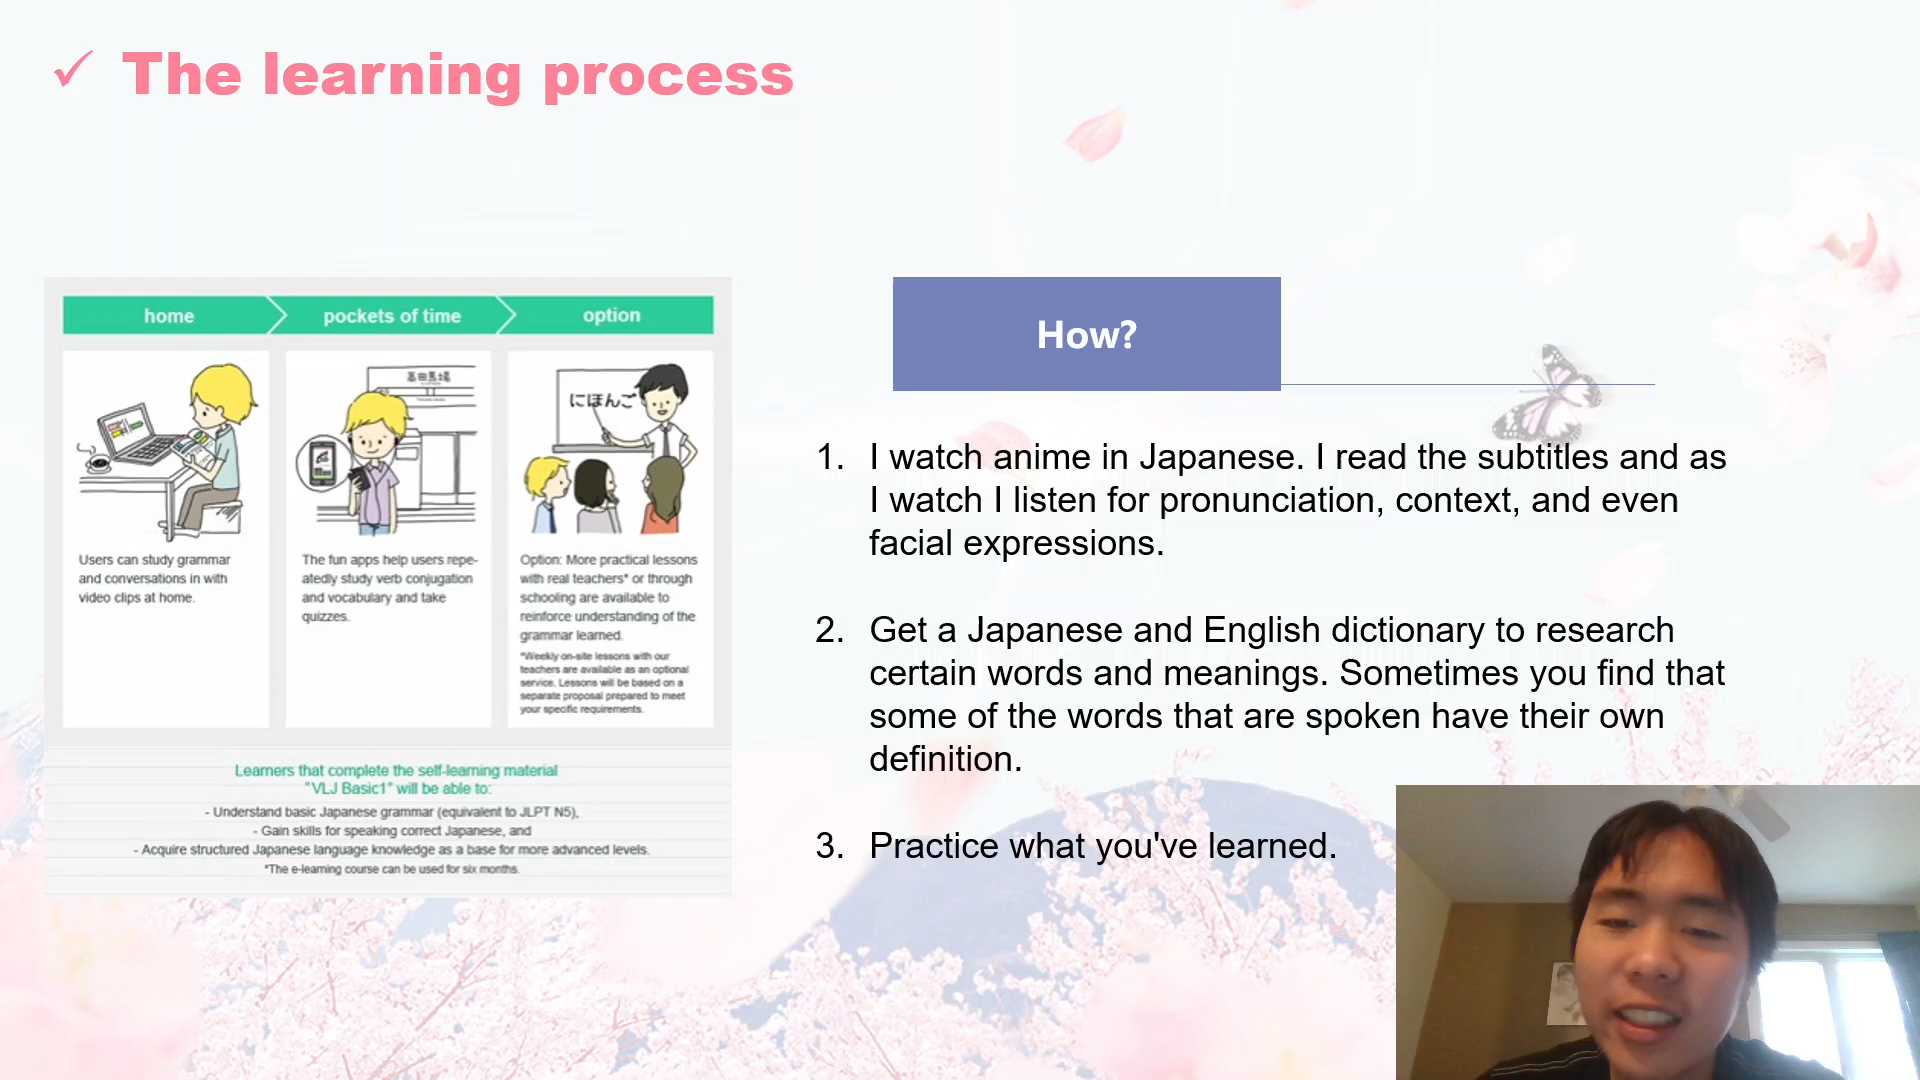 The learning process
home
pockets of time
option
高田馬場
にほんご
Users can study grammar
and conversations in with
video clips at home.
The fun apps help users repe-
atedly study verb conjugation
and vocabulary and take
quizzes.
Option: More practical lessons
with real teachers* or through
schooling are available to
reinforce understanding of the
grammar learned.
*Weekly on-site lessons with our
teachers are available as an optional
service. Lessons will be based on a
separate proposal prepared to meet
your specific requirements.
Learners that complete the self-learning material
"VLJ Basic1" will be able to:
- Understand basic Japanese grammar (equivalent to JLPT N5),
- Gain skills for speaking correct Japanese, and
- Acquire structured Japanese language knowledge as a base for more advanced levels.
*The e-learning course can be used for six months.
How?
1. I watch anime in Japanese. I read the subtitles and as
I watch I listen for pronunciation, context, and even
facial expressions.
2. Get a Japanese and English dictionary to research
certain words and meanings. Sometimes you find that
some of the words that are spoken have their own
definition.
3. Practice what you've learned.